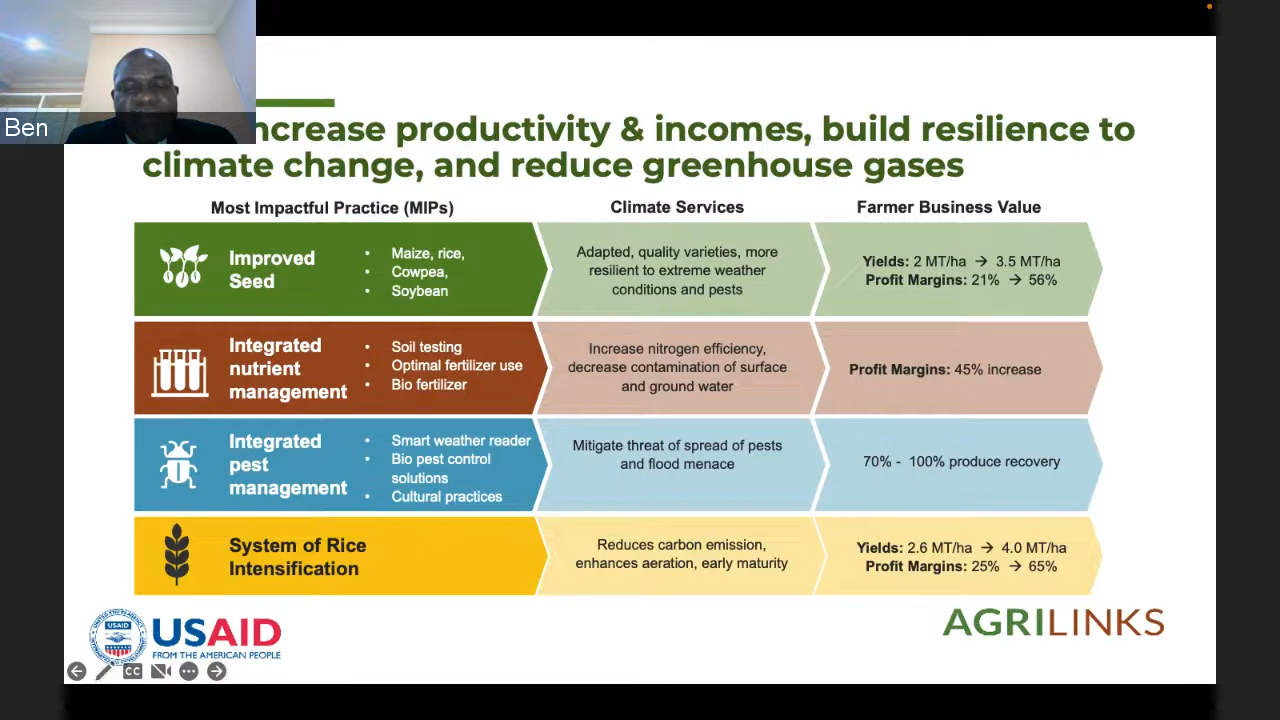 Ben
ncrease productivity & incomes, build resilience to
climate change, and reduce greenhouse gases
Most Impactful Practice (MIPs)
Climate Services
Farmer Business Value
Improved
Seed
• Maize, rice,
• Cowpea,
• Soybean
Adapted, quality varieties, more
resilient to extreme weather
conditions and pests
Yields: 2 MT/ha → 3.5 MT/ha
Profit Margins: 21% → 56%
Integrated
nutrient
management
• Soil testing
• Optimal fertilizer use
• Bio fertilizer
Increase nitrogen efficiency,
decrease contamination of surface
and ground water
Profit Margins: 45% increase
Integrated
pest
management
• Smart weather reader
• Bio pest control
solutions
• Cultural practices
Mitigate threat of spread of pests
and flood menace
70% - 100% produce recovery
System of Rice
Intensification
Reduces carbon emission,
enhances aeration, early maturity
Yields: 2.6 MT/ha → 4.0 MT/ha
Profit Margins: 25% → 65%
USAID
USAID
FROM THE AMERICAN PEOPLE
AGRILINKS
CC